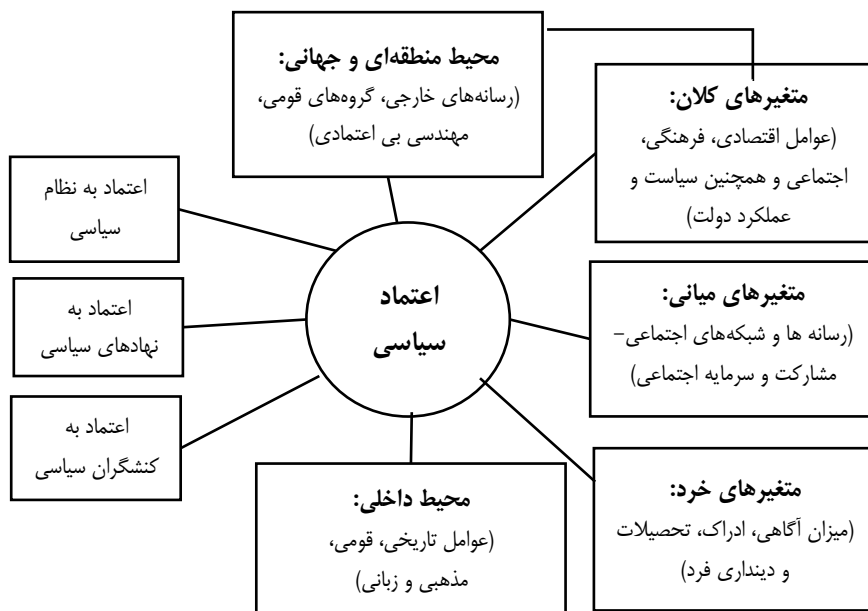 محیط منطقه‌ای و جهانی:
(رسانه‌های خارجی، گروه‌های قومی،
مهندسی بی اعتمادی)
متغیرهای کلان:
(عوامل اقتصادی، فرهنگی،
اجتماعی و همچنین سیاست و
عملکرد دولت)
متغیرهای میانی:
(رسانه ها و شبکه‌های اجتماعی-
مشارکت و سرمایه اجتماعی)
متغیرهای خرد:
(میزان آگاهی، ادراک، تحصیلات
و دینداری فرد)
اعتماد
سیاسی
اعتماد به نظام
سیاسی
اعتماد به
نهادهای سیاسی
اعتماد به
کنشگران سیاسی
محیط داخلی:
(عوامل تاریخی، قومی،
مذهبی و زبانی)